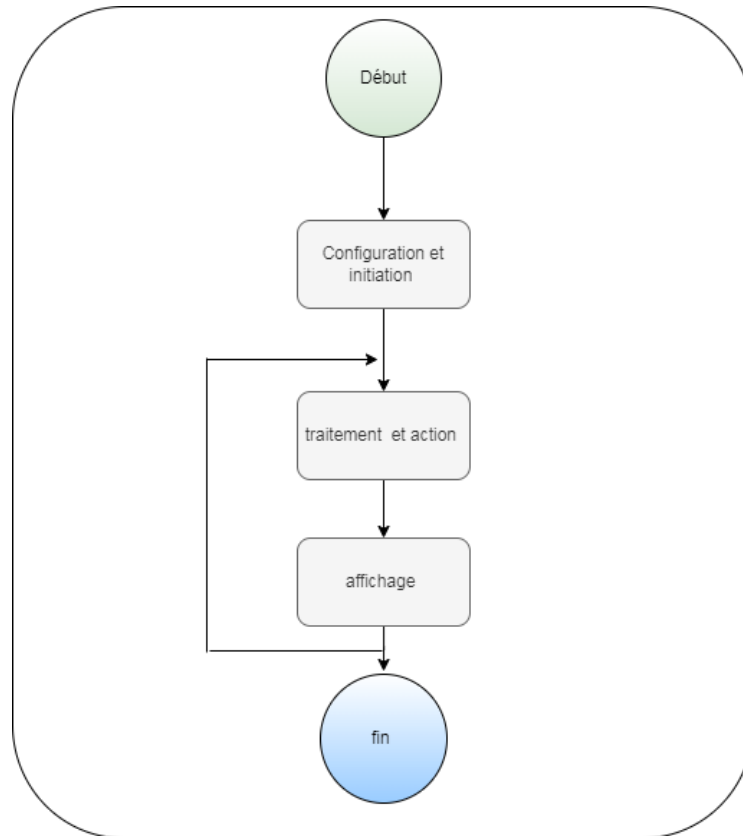 Début
Configuration et
initiation
traitement et action
affichage
fin